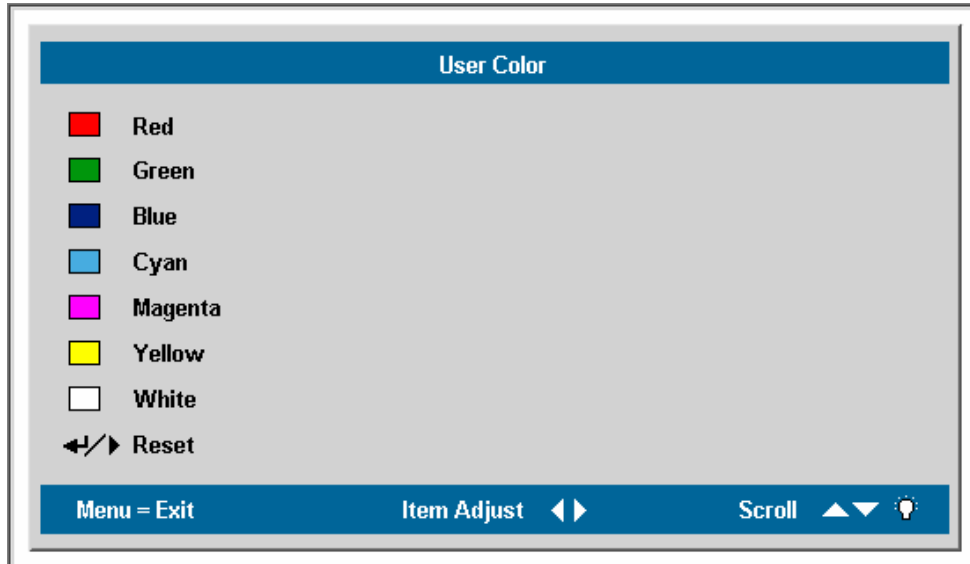 User Color
Red
Green
Blue
Cyan
Magenta
Yellow
White
Reset
Menu = Exit Item Adjust Scroll